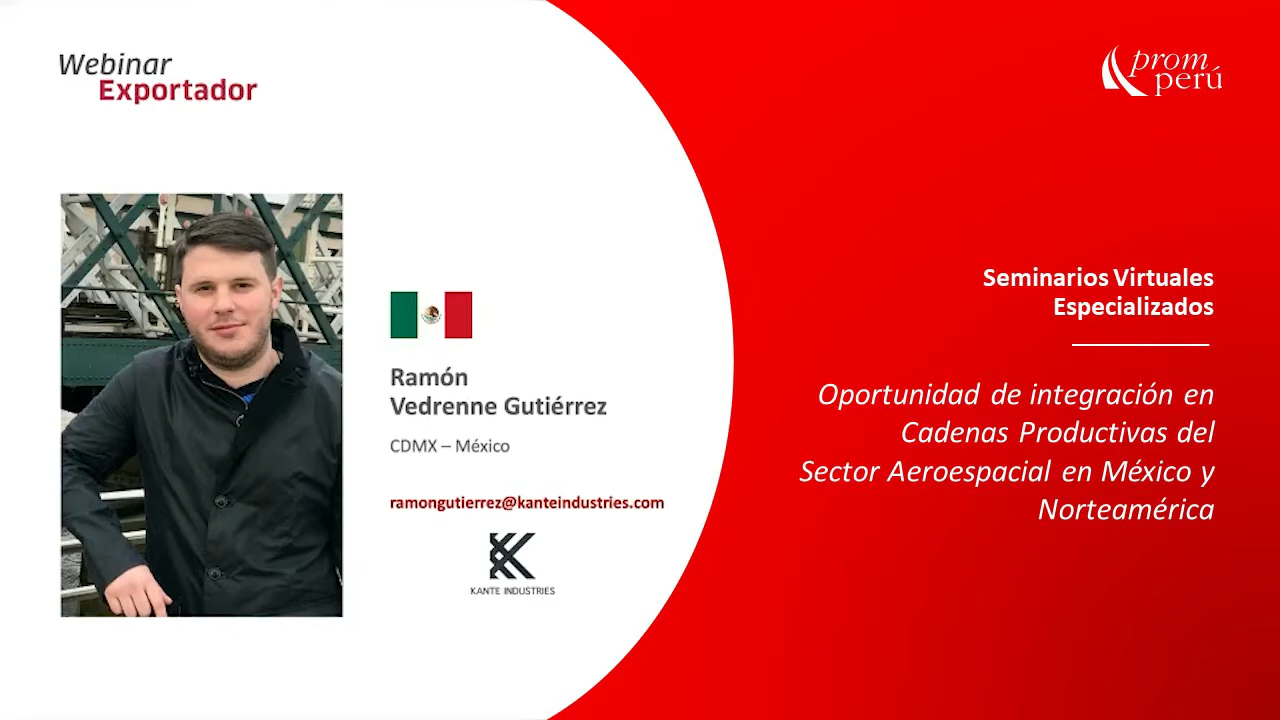 Webinar
Exportador
prom
perú
Ramón
Vedrenne Gutiérrez
CDMX – México
ramongutierrez@kanteindustries.com
KANTE INDUSTRIES
Seminarios Virtuales
Especializados
Oportunidad de integración en
Cadenas Productivas del
Sector Aeroespacial en México y
Norteamérica